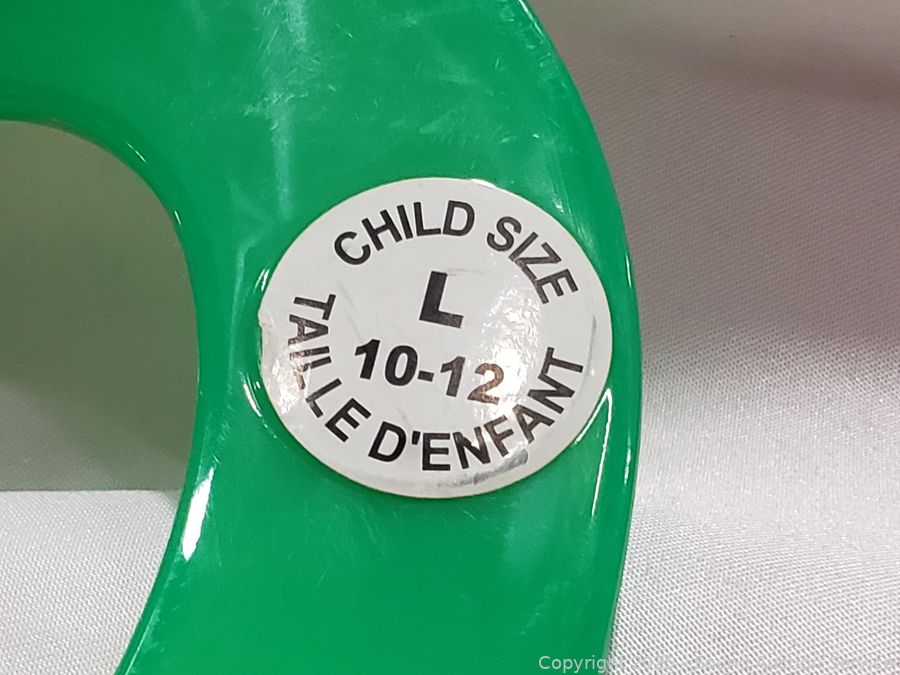 CHILD SIZE
L
10-12
TAILLE D'ENFANT
Copyright